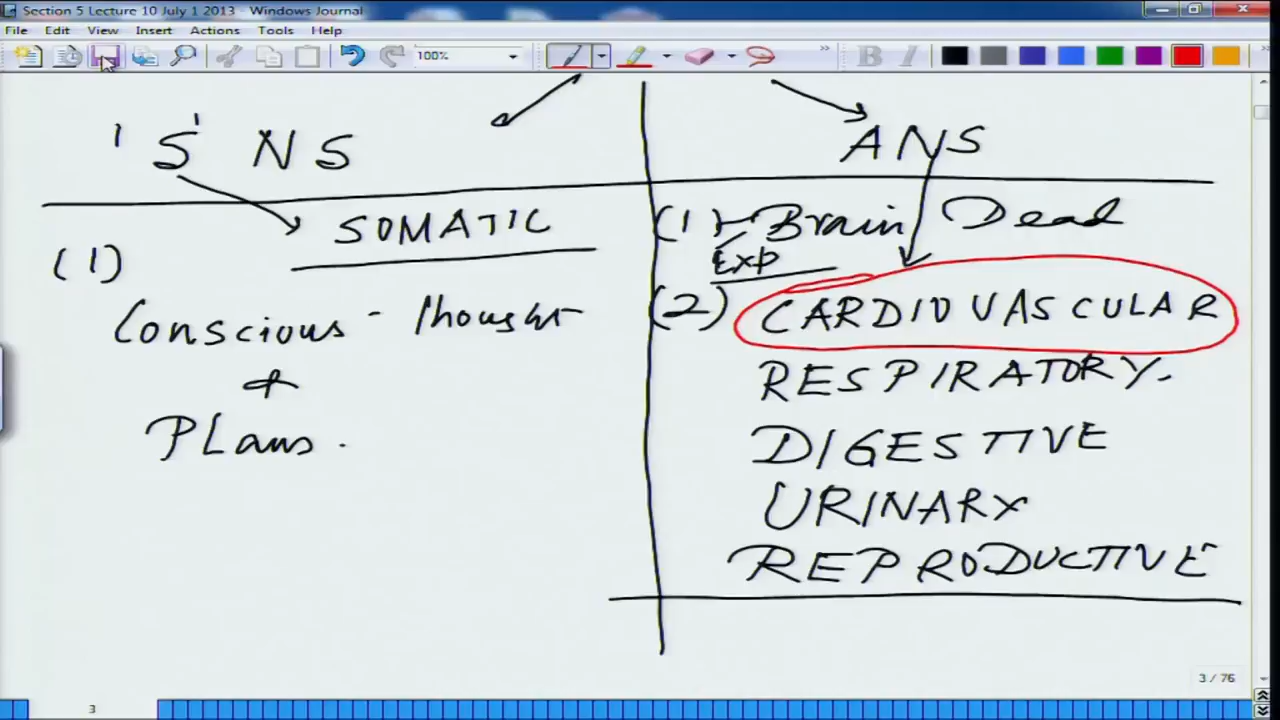 Section 5 Lecture 10 July 1 2013 - Windows Journal
File Edit View Insert Actions Tools Help
100%
B I
'S' NS
ANS
SOMATIC
(1)
Conscious - thought
+
PLans.
(1) Brain Dead
Exp
(2) CARDIOVASCULAR
RESPIRATORY.
DIGESTIVE
URINARY
REPRODUCTIVE
3 / 76
3